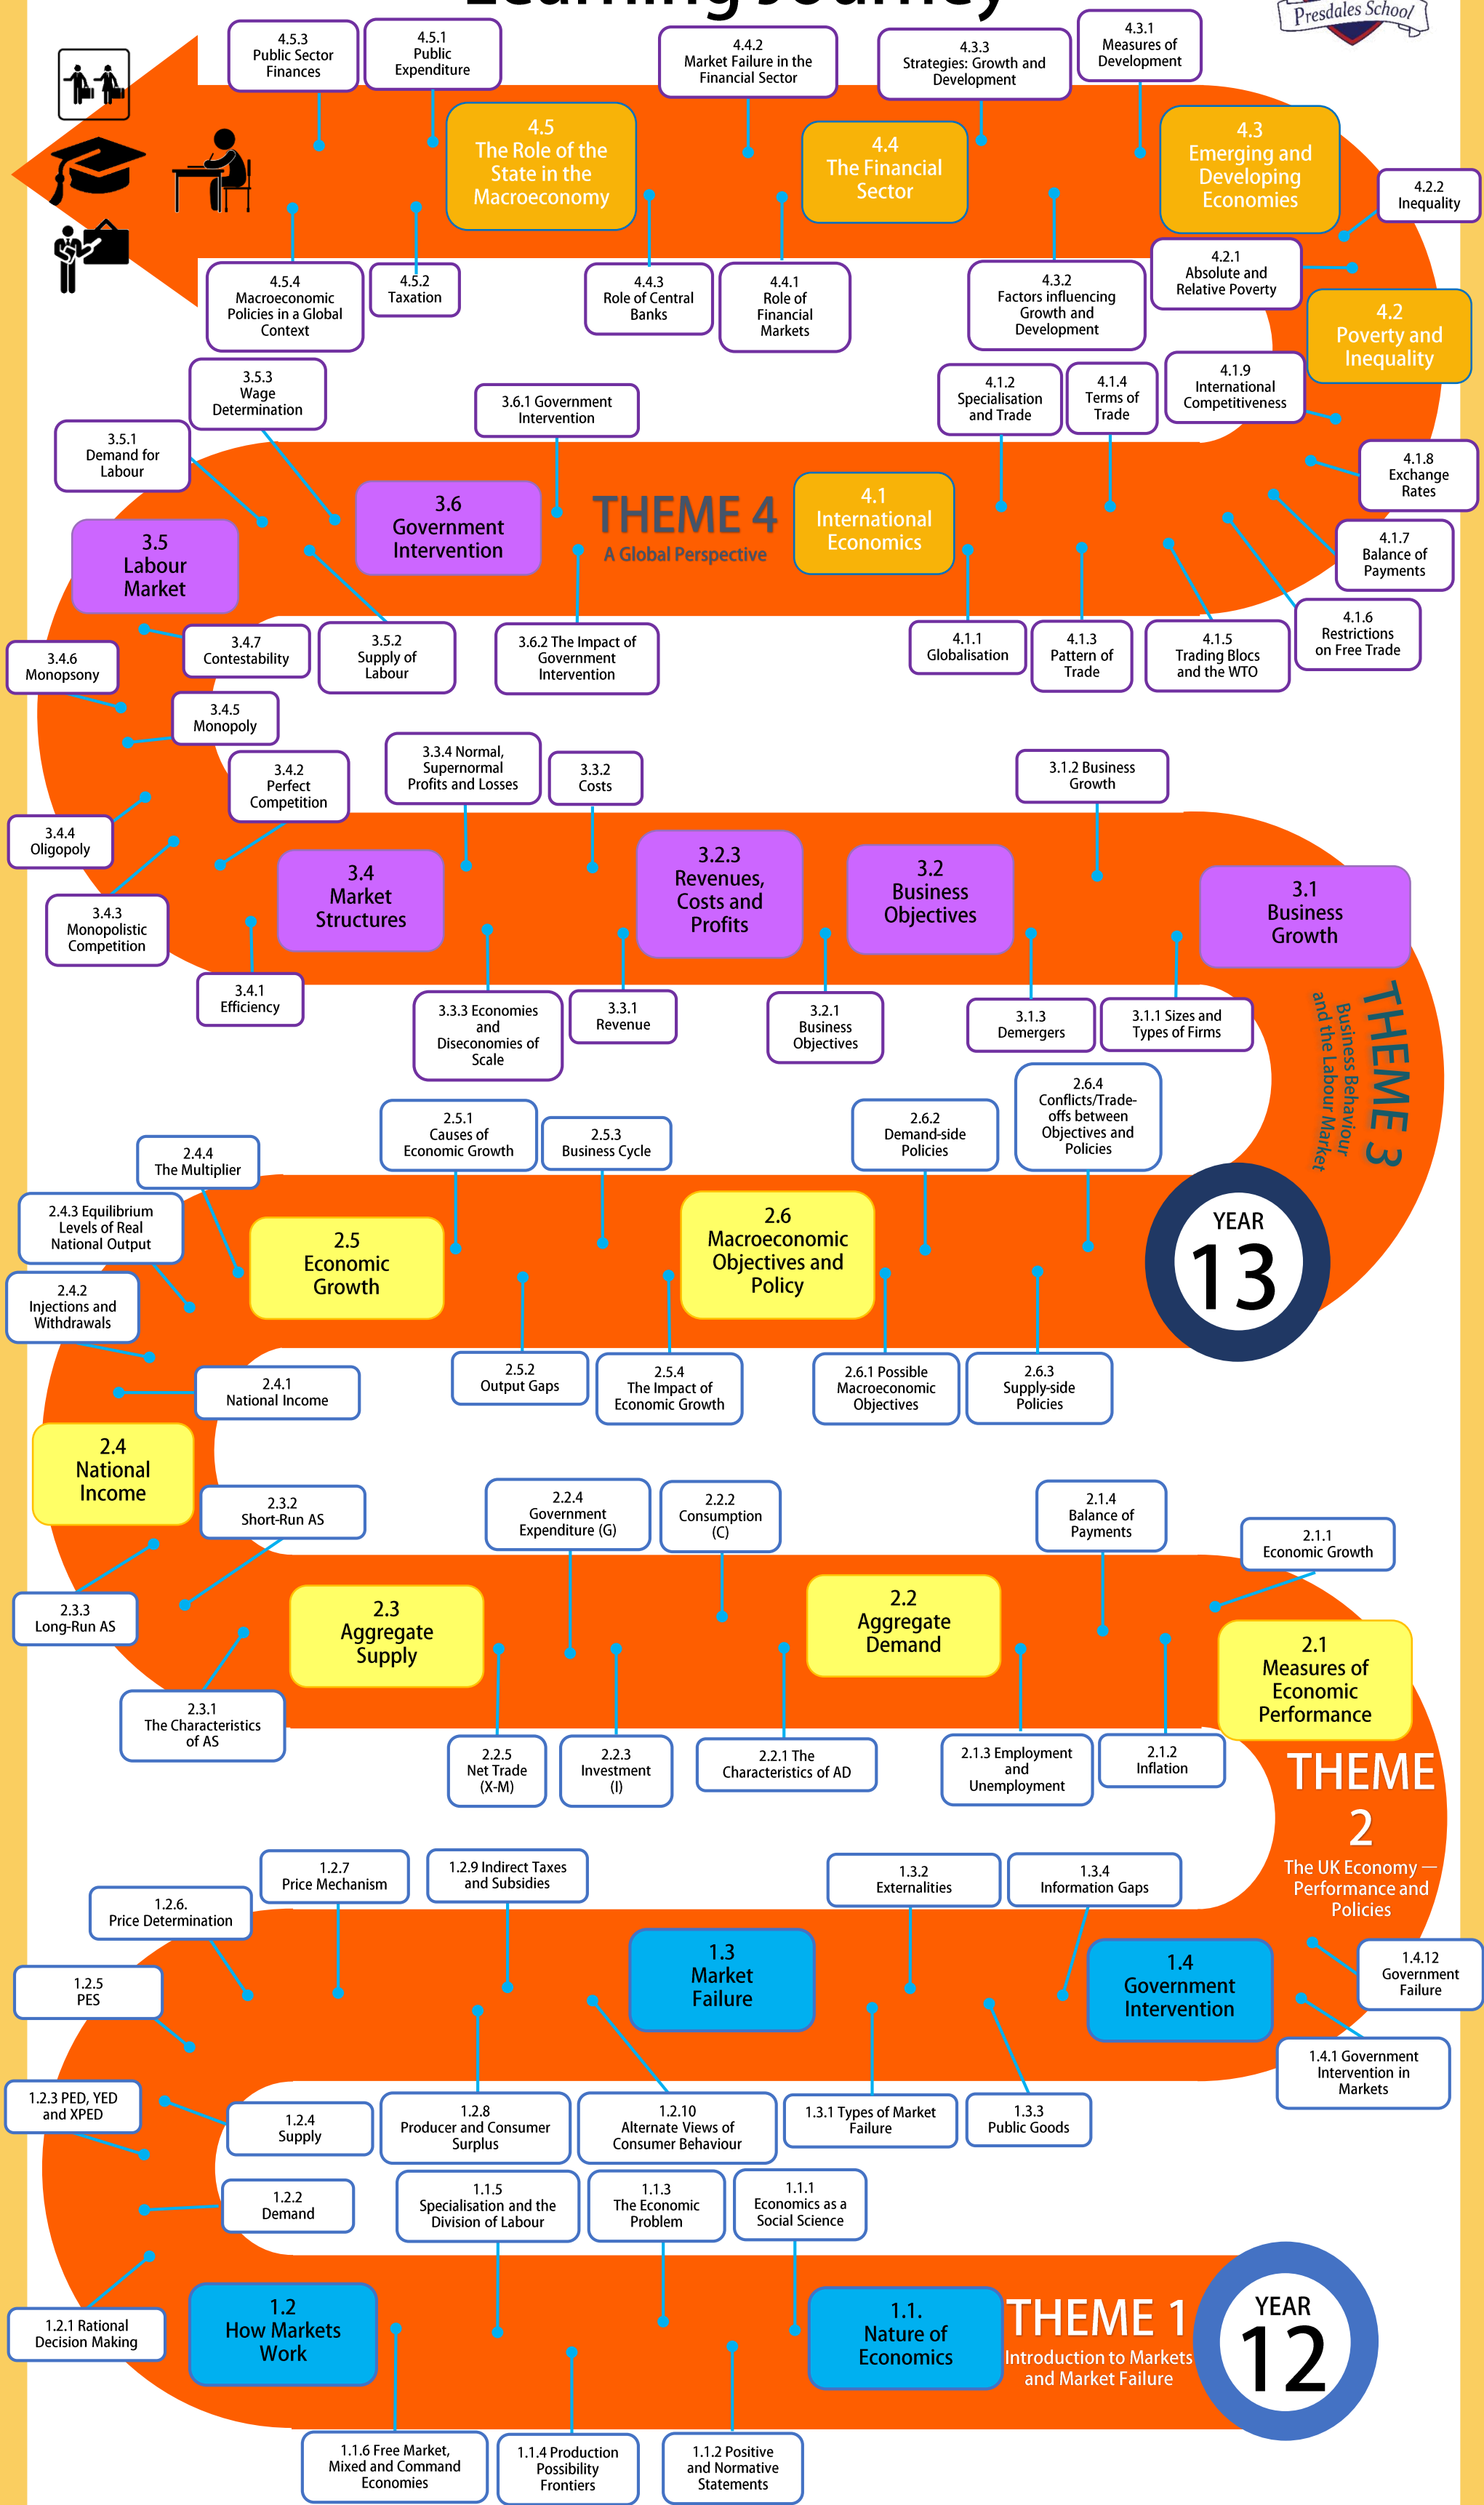 Learning Journey
Presdales School
4.5.3
Public Sector
Finances
4.5.1
Public
Expenditure
4.4.2
Market Failure in the
Financial Sector
4.3.3
Strategies: Growth and
Development
4.3.1
Measures of
Development
4.5
The Role of the
State in the
Macroeconomy
4.4
The Financial
Sector
4.3
Emerging and
Developing
Economies
4.2.2
Inequality
4.2.1
Absolute and
Relative Poverty
4.5.4
Macroeconomic
Policies in a Global
Context
4.5.2
Taxation
4.4.3
Role of Central
Banks
4.4.1
Role of
Financial
Markets
4.3.2
Factors influencing
Growth and
Development
4.2
Poverty and
Inequality
3.5.3
Wage
Determination
3.6.1 Government
Intervention
4.1.2
Specialisation
and Trade
4.1.4
Terms of
Trade
4.1.9
International
Competitiveness
3.5.1
Demand for
Labour
4.1.8
Exchange
Rates
3.6
Government
Intervention
THEME 4
A Global Perspective
4.1
International
Economics
3.5
Labour
Market
4.1.7
Balance of
Payments
4.1.6
Restrictions
on Free Trade
3.4.7
Contestability
3.5.2
Supply of
Labour
3.6.2 The Impact of
Government
Intervention
4.1.1
Globalisation
4.1.3
Pattern of
Trade
4.1.5
Trading Blocs
and the WTO
3.4.6
Monopsony
3.4.5
Monopoly
3.4.2
Perfect
Competition
3.3.4 Normal,
Supernormal
Profits and Losses
3.3.2
Costs
3.1.2 Business
Growth
3.4.4
Oligopoly
3.4
Market
Structures
3.2.3
Revenues,
Costs and
Profits
3.2
Business
Objectives
3.1
Business
Growth
3.4.3
Monopolistic
Competition
3.4.1
Efficiency
3.3.3 Economies
and
Diseconomies of
Scale
3.3.1
Revenue
3.2.1
Business
Objectives
3.1.3
Demergers
3.1.1 Sizes and
Types of Firms
THEME 3
Business Behaviour
and the Labour Market
2.4.4
The Multiplier
2.5.1
Causes of
Economic Growth
2.5.3
Business Cycle
2.6.2
Demand-side
Policies
2.6.4
Conflicts/Trade-
offs between
Objectives and
Policies
2.4.3 Equilibrium
Levels of Real
National Output
2.5
Economic
Growth
2.6
Macroeconomic
Objectives and
Policy
YEAR
13
2.4.2
Injections and
Withdrawals
2.4.1
National Income
2.5.2
Output Gaps
2.5.4
The Impact of
Economic Growth
2.6.1 Possible
Macroeconomic
Objectives
2.6.3
Supply-side
Policies
2.4
National
Income
2.3.2
Short-Run AS
2.2.4
Government
Expenditure (G)
2.2.2
Consumption
(C)
2.1.4
Balance of
Payments
2.1.1
Economic Growth
2.3.3
Long-Run AS
2.3
Aggregate
Supply
2.2
Aggregate
Demand
2.1
Measures of
Economic
Performance
2.3.1
The Characteristics
of AS
2.2.5
Net Trade
(X-M)
2.2.3
Investment
(I)
2.2.1 The
Characteristics of AD
2.1.3 Employment
and
Unemployment
2.1.2
Inflation
THEME
2
The UK Economy —
Performance and
Policies
1.2.6.
Price Determination
1.2.7
Price Mechanism
1.2.9 Indirect Taxes
and Subsidies
1.3.2
Externalities
1.3.4
Information Gaps
1.2.5
PES
1.3
Market
Failure
1.4
Government
Intervention
1.4.12
Government
Failure
1.4.1 Government
Intervention in
Markets
1.2.3 PED, YED
and XPED
1.2.4
Supply
1.2.8
Producer and Consumer
Surplus
1.2.10
Alternate Views of
Consumer Behaviour
1.3.1 Types of Market
Failure
1.3.3
Public Goods
1.2.2
Demand
1.1.5
Specialisation and the
Division of Labour
1.1.3
The Economic
Problem
1.1.1
Economics as a
Social Science
1.2.1 Rational
Decision Making
1.2
How Markets
Work
1.1.
Nature of
Economics
THEME 1
Introduction to Markets
and Market Failure
YEAR
12
1.1.6 Free Market,
Mixed and Command
Economies
1.1.4 Production
Possibility
Frontiers
1.1.2 Positive
and Normative
Statements